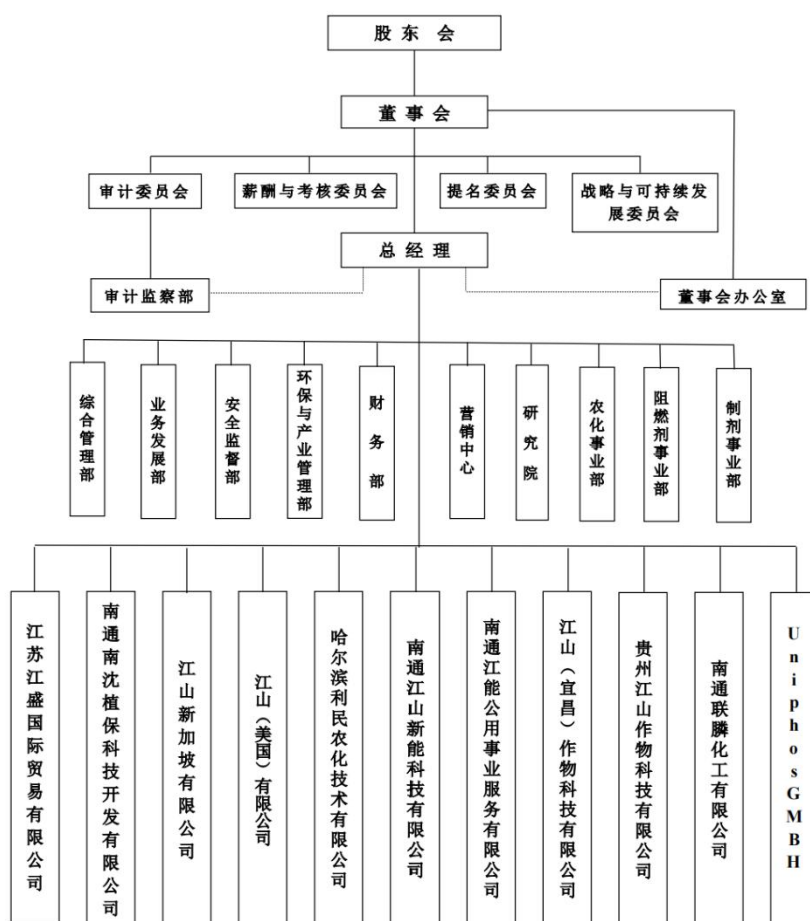 股东 会
董事会
审计委员会
薪酬与考核委员会
提名委员会
战略与可持续发
展委员会
总经理
审计监察部
董事会办公室
综合管理部
业务发展部
安全监督部
环保与产业管理部
财务部
营销中心
研究院
农化事业部
阻燃剂事业部
制剂事业部
江苏江盛国际贸易有限公司
南通南沈植保科技开发有限公司
江山新加坡有限公司
江山（美国）有限公司
哈尔滨利民农化技术有限公司
南通江山新能科技有限公司
南通江能公用事业服务有限公司
江山（宜昌）作物科技有限公司
贵州江山作物科技有限公司
南通联膦化工有限公司
UniphosGMBH